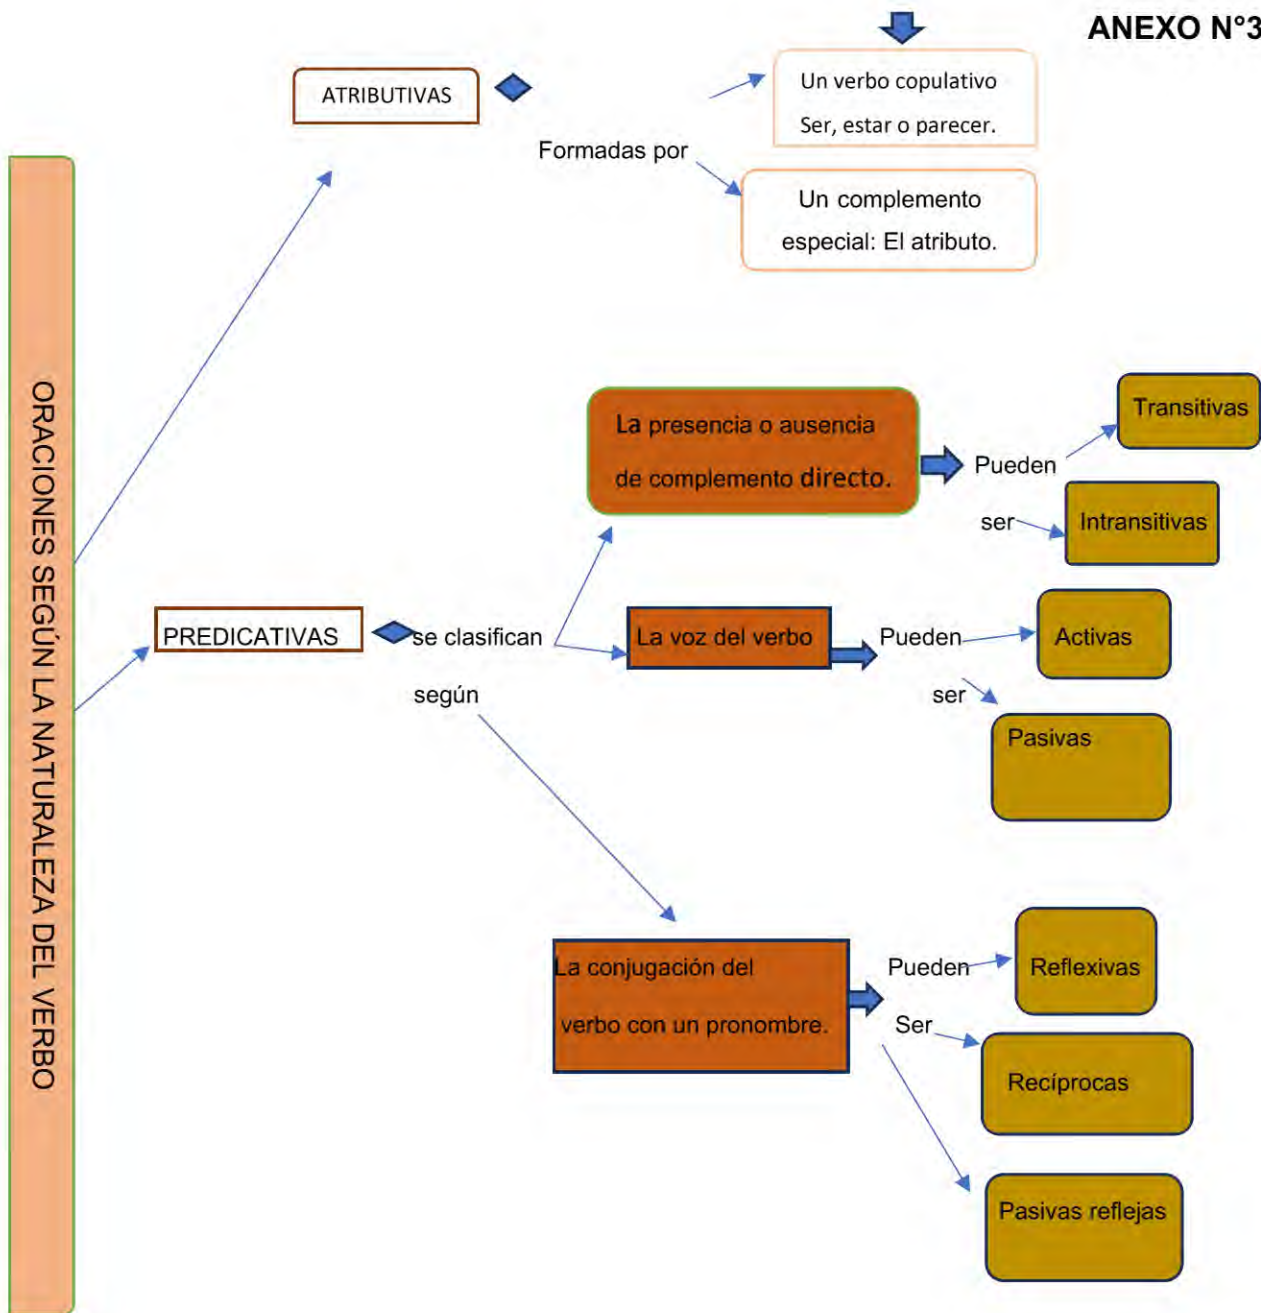 ANEXO N°3
ATRIBUTIVAS
Formadas por
Un verbo copulativo
Ser, estar o parecer.
Un complemento
especial: El atributo.
ORACIONES SEGÚN LA NATURALEZA DEL VERBO
PREDICATIVAS
se clasifican
según
La presencia o ausencia
de complemento directo.
Pueden
ser
Transitivas
Intransitivas
La voz del verbo
Pueden
ser
Activas
Pasivas
La conjugación del
verbo con un pronombre.
Pueden
Ser
Reflexivas
Recíprocas
Pasivas reflejas